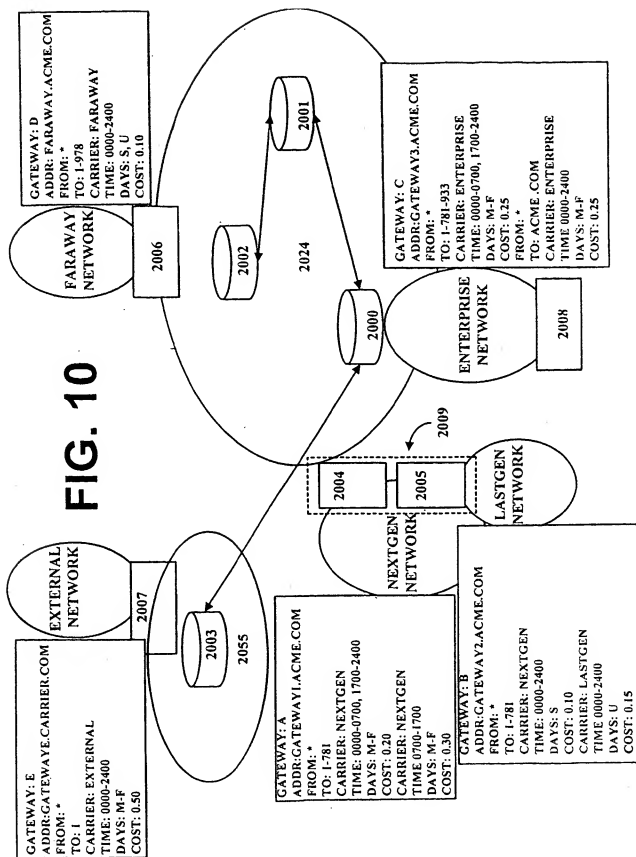 FIG. 10
GATEWAY: E
ADDR:GATEWAYE.CARRIER.COM
FROM: *
TO: 1
CARRIER: EXTERNAL
TIME: 0000-2400
DAYS: M-F
COST: 0.50
EXTERNAL
NETWORK
2007
2003
2055
GATEWAY: D
ADDR: FARAWAY.ACME.COM
FROM: *
TO: 1-978
CARRIER: FARAWAY
TIME: 0000-2400
DAYS: S, U
COST: 0.10
FARAWAY
NETWORK
2006
2002
2001
2024
2000
GATEWAY: A
ADDR:GATEWAY1.ACME.COM
FROM: *
TO: 1-781
CARRIER: NEXTGEN
TIME: 0000-0700, 1700-2400
DAYS: M-F
COST: 0.20
CARRIER: NEXTGEN
TIME 0700-1700
DAYS: M-F
COST: 0.30
NEXTGEN
NETWORK
2004
2005
2009
LASTGEN
NETWORK
GATEWAY: B
ADDR:GATEWAY2.ACME.COM
FROM: *
TO: 1-781
CARRIER: NEXTGEN
TIME: 0000-2400
DAYS: S
COST: 0.10
CARRIER: LASTGEN
TIME 0000-2400
DAYS: U
COST: 0.15
ENTERPRISE
NETWORK
2008
GATEWAY: C
ADDR:GATEWAY3.ACME.COM
FROM: *
TO: 1-781-933
CARRIER: ENTERPRISE
TIME: 0000-0700, 1700-2400
DAYS: M-F
COST: 0.25
FROM: *
TO: ACME .COM
CARRIER: ENTERPRISE
TIME 0000-2400
DAYS: M-F
COST: 0.25